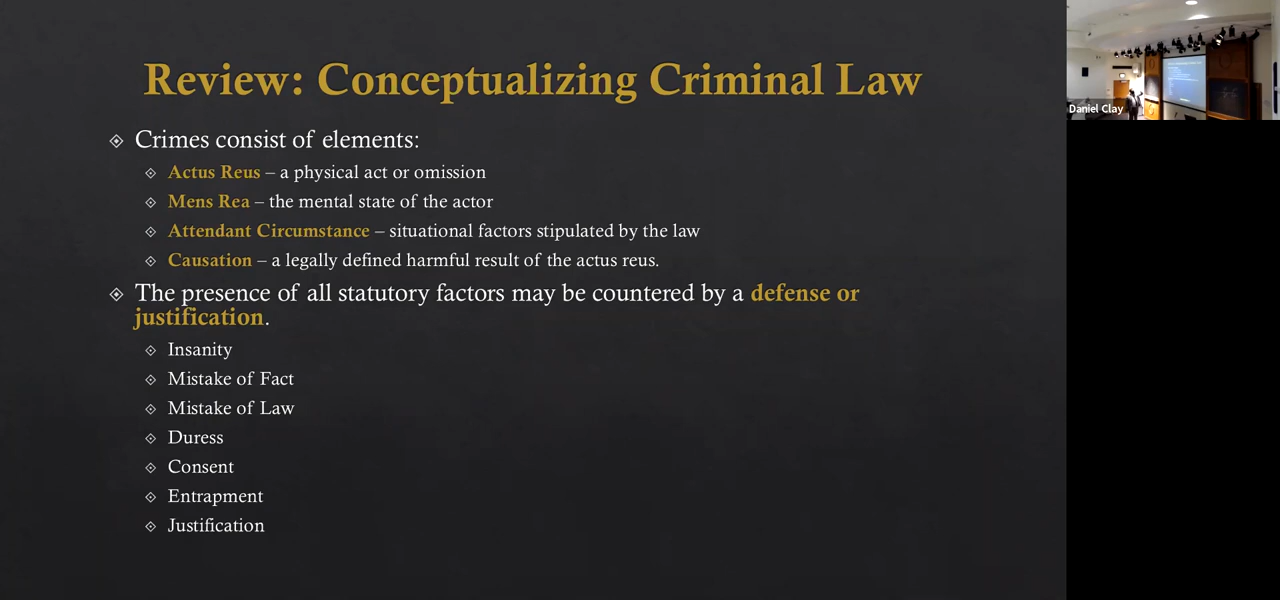 Review: Conceptualizing Criminal Law
Crimes consist of elements:
Actus Reus – a physical act or omission
Mens Rea – the mental state of the actor
Attendant Circumstance – situational factors stipulated by the law
Causation – a legally defined harmful result of the actus reus.
The presence of all statutory factors may be countered by a defense or
justification.
Insanity
Mistake of Fact
Mistake of Law
Duress
Consent
Entrapment
Justification
Daniel Clay